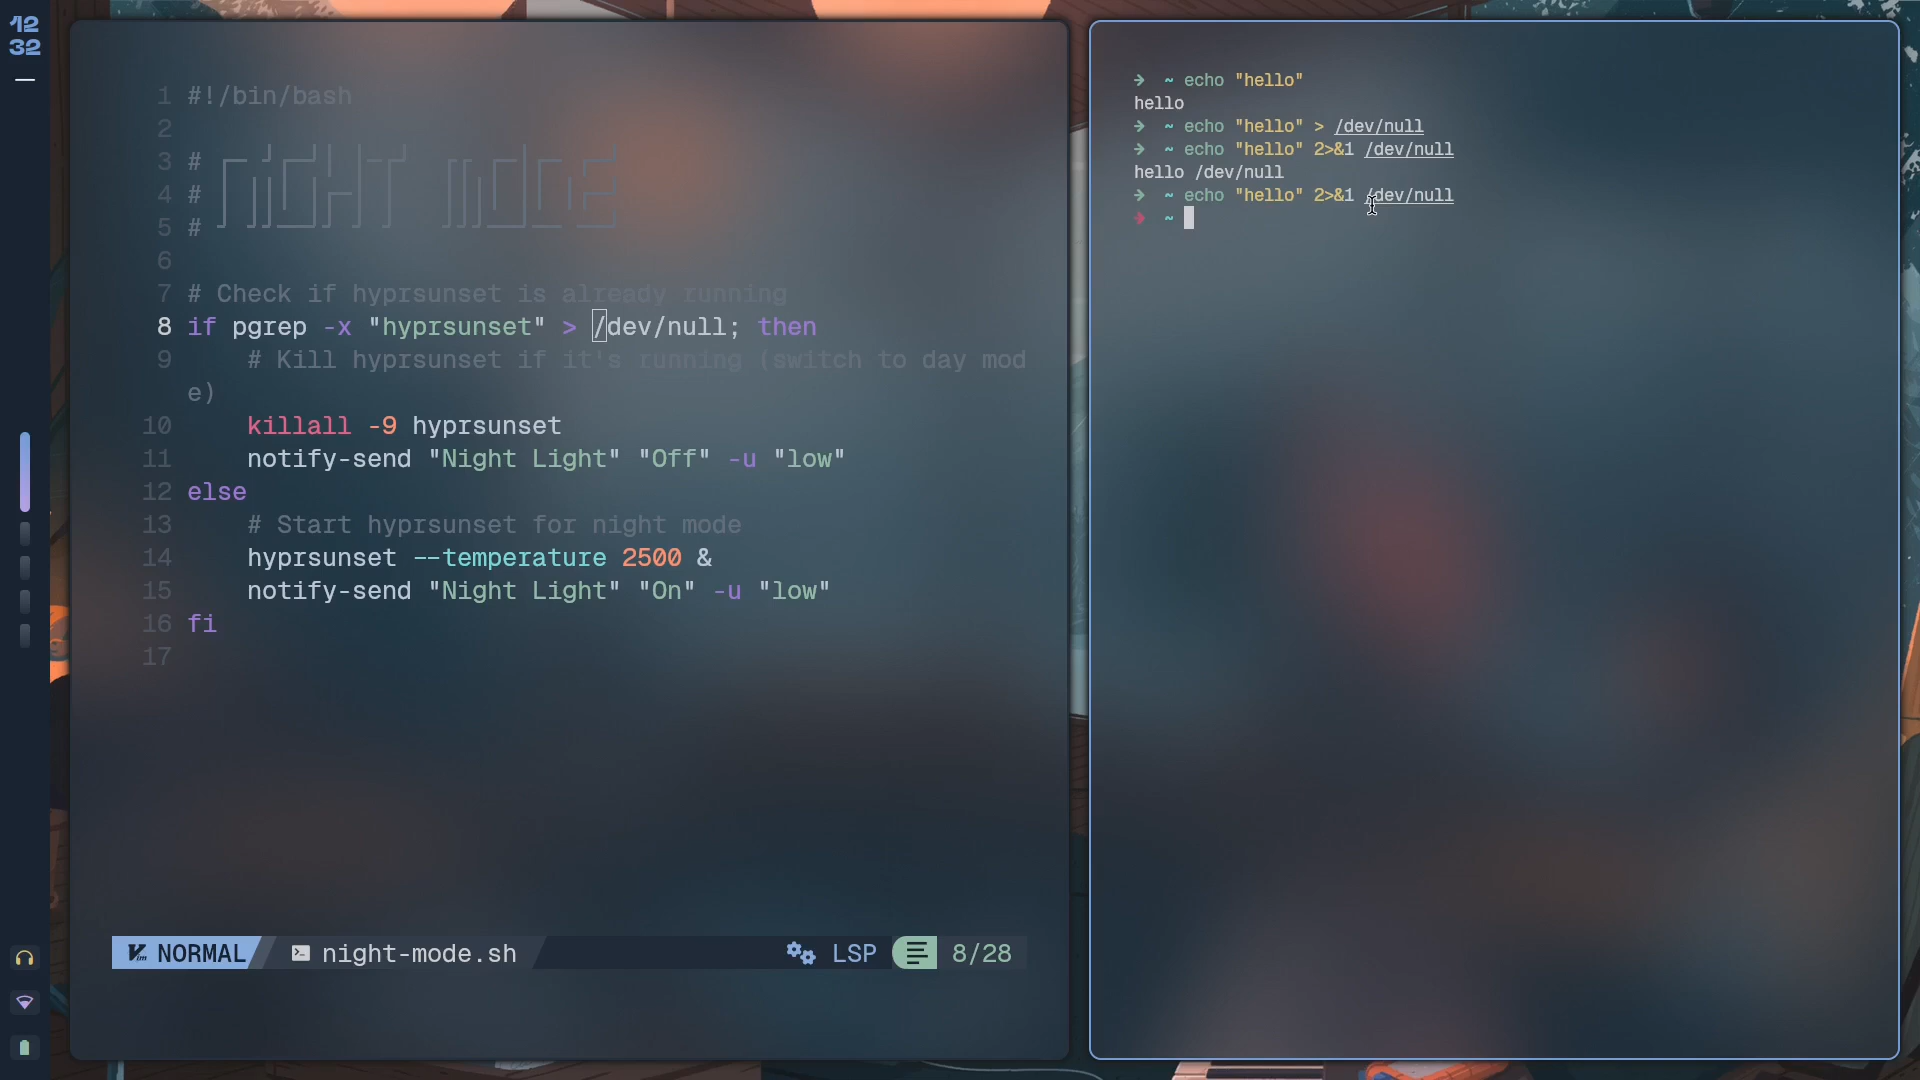 12
32
1 #!/bin/bash
2
3 #
4 #
5 #
6
7 # Check if hyprsunset is already running
8 if pgrep -x "hyprsunset" > /dev/null; then
9     # Kill hyprsunset if it's running (switch to day mod
e)
10     killall -9 hyprsunset
11     notify-send "Night Light" "Off" -u "low"
12 else
13     # Start hyprsunset for night mode
14     hyprsunset --temperature 2500 &
15     notify-send "Night Light" "On" -u "low"
16 fi
17
NORMAL night-mode.sh LSP 8/28
→ ~ echo "hello"
hello
→ ~ echo "hello" > /dev/null
→ ~ echo "hello" 2>&1 /dev/null
hello /dev/null
→ ~ echo "hello" 2>&1 /dev/null
→ ~